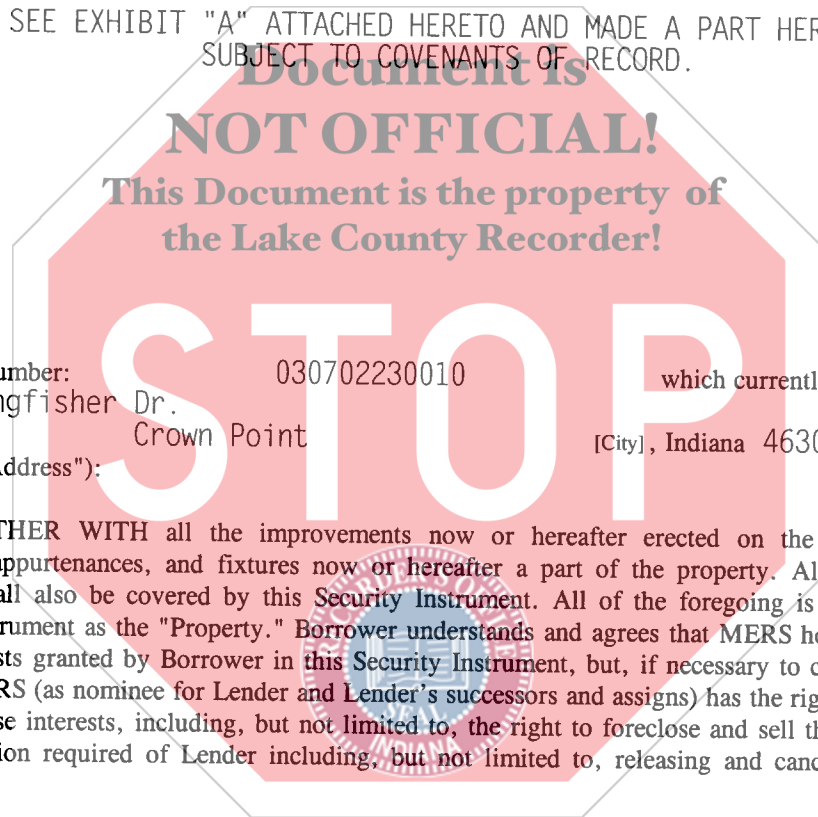 SEE EXHIBIT "A" ATTACHED HERETO AND MADE A PART HER
SUBJECT TO COVENANTS OF RECORD.
Document is
NOT OFFICIAL!
This Document is the property of
the Lake County Recorder!
STOP
umber: 030702230010 which currentl
ngfisher Dr.
Crown Point [City], Indiana 4630
Address"):
THER WITH all the improvements now or hereafter erected on the
appurtenances, and fixtures now or hereafter a part of the property. Al
all also be covered by this Security Instrument. All of the foregoing is
rument as the "Property." Borrower understands and agrees that MERS ho
sts granted by Borrower in this Security Instrument, but, if necessary to c
RS (as nominee for Lender and Lender's successors and assigns) has the rig
se interests, including, but not limited to, the right to foreclose and sell th
ion required of Lender including, but not limited to, releasing and canc
SEAL
INDIANA